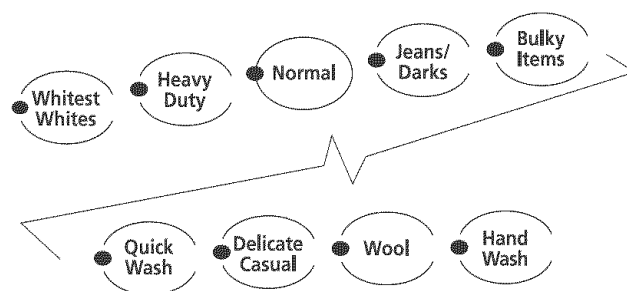 Whitest
Whites
Heavy
Duty
Normal
Jeans/
Darks
Bulky
Items
Quick
Wash
Delicate
Casual
Wool
Hand
Wash